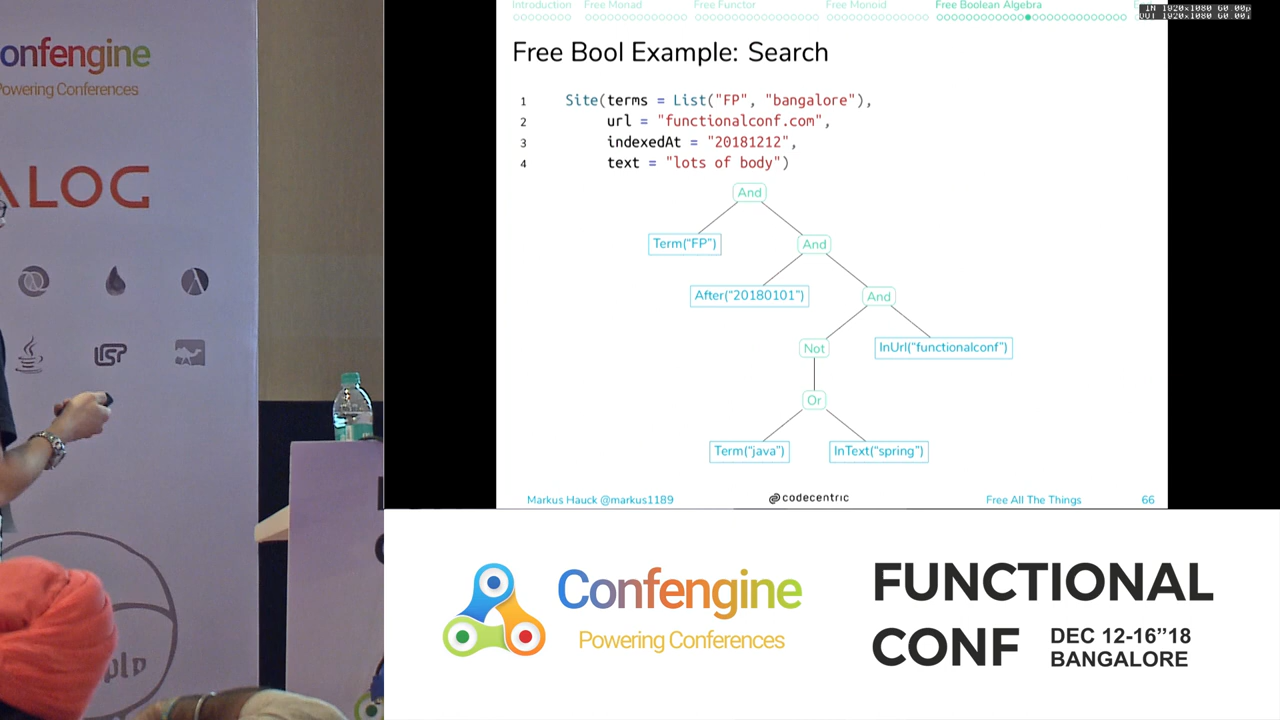 Introduction Free Monad Free Functor Free Monoid Free Boolean Algebra
IN 1920x1080 60.00p
OUT 1920x1080 60.00i
Free Bool Example: Search
1 Site(terms = List("FP", "bangalore"),
2 url = "functionalconf.com",
3 indexedAt = "20181212",
4 text = "lots of body")
And
Term("FP")
And
After("20180101")
And
Not
InUrl("functionalconf")
Or
Term("java")
InText("spring")
Markus Hauck @markus1189 codecentric Free All The Things 66
onfengine
Powering Conferences
ALOG
LISP
Confengine
Powering Conferences
FUNCTIONAL
CONF DEC 12-16"18
BANGALORE